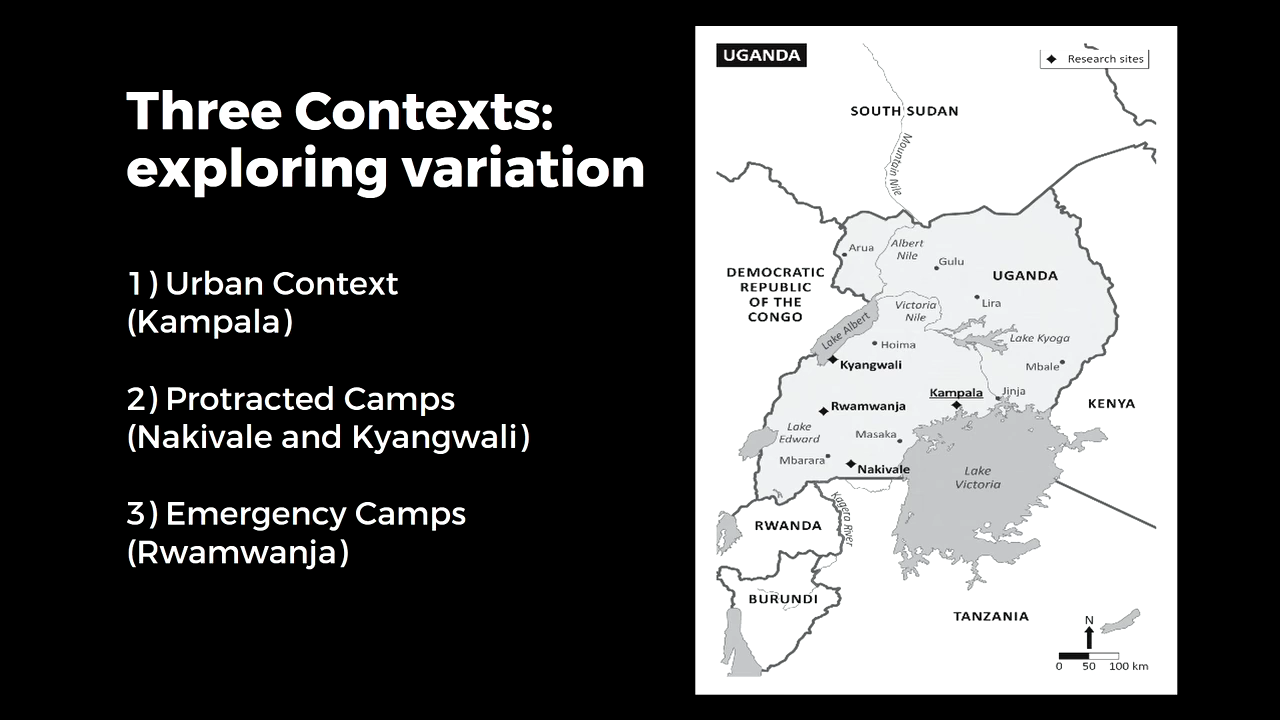 Three Contexts:
exploring variation
1) Urban Context
(Kampala)
2) Protracted Camps
(Nakivale and Kyangwali)
3) Emergency Camps
(Rwamwanja)
UGANDA
Research sites
SOUTH SUDAN
Mountain Nile
Arua
Albert
Nile
Gulu
UGANDA
DEMOCRATIC
REPUBLIC
OF THE
CONGO
Victoria
Nile
Lira
Lake Albert
Hoima
Lake Kyoga
Kyangwali
Mbale
Kampala
Jinja
KENYA
Rwamwanja
Lake
Edward
Masaka
Mbarara
Nakivale
Lake
Victoria
Kagera River
RWANDA
BURUNDI
TANZANIA
N
0 50 100 km